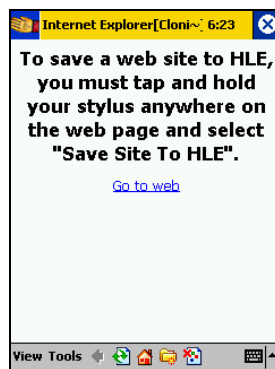 Internet Explorer[Cloni~ 6:23
To save a web site to HLE,
you must tap and hold
your stylus anywhere on
the web page and select
"Save Site To HLE".
Go to web
View Tools